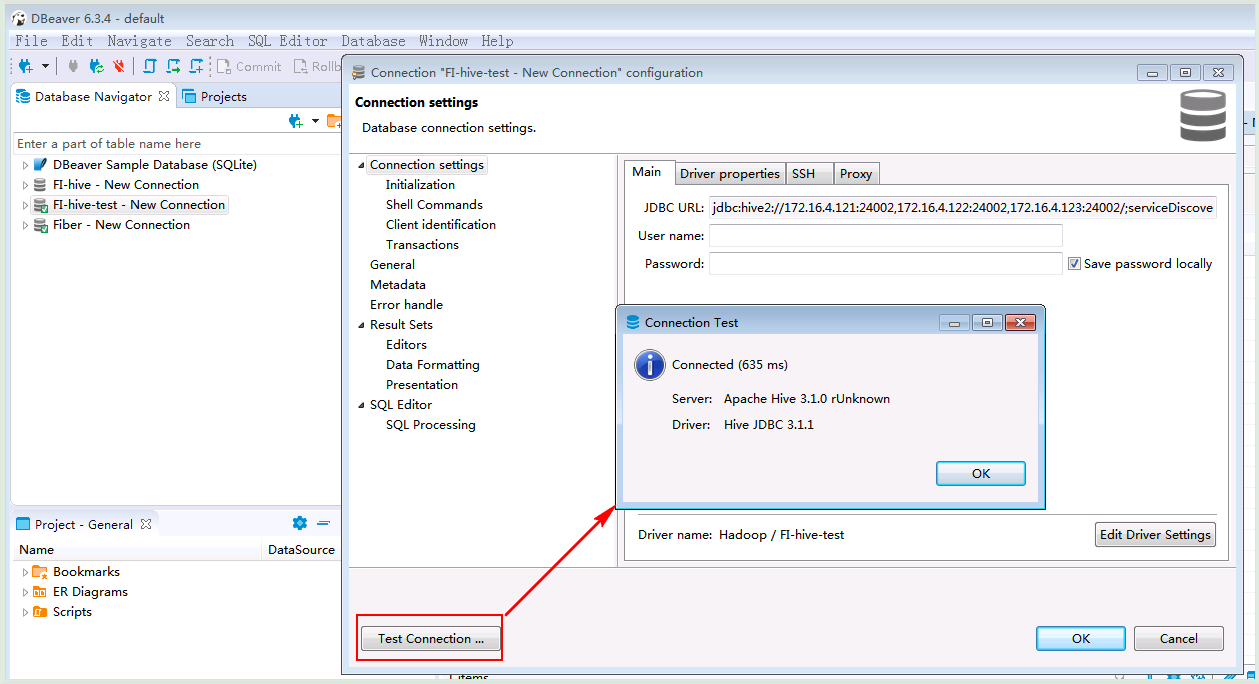 DBeaver 6.3.4 - default
File Edit Navigate Search SQL Editor Database Window Help
Commit Rollb
Database Navigator Projects
Enter a part of table name here
DBeaver Sample Database (SQLite)
FI-hive - New Connection
FI-hive-test - New Connection
Fiber - New Connection
Project - General
Name DataSource
Bookmarks
ER Diagrams
Scripts
Connection "FI-hive-test - New Connection" configuration
Connection settings
Database connection settings.
Connection settings
Initialization
Shell Commands
Client identification
Transactions
General
Metadata
Error handle
Result Sets
Editors
Data Formatting
Presentation
SQL Editor
SQL Processing
Main Driver properties SSH Proxy
JDBC URL: jdbc:hive2://172.16.4.121:24002,172.16.4.122:24002,172.16.4.123:24002/;serviceDiscove
User name:
Password: Save password locally
Connection Test
Connected (635 ms)
Server: Apache Hive 3.1.0 rUnknown
Driver: Hive JDBC 3.1.1
OK
Driver name: Hadoop / FI-hive-test Edit Driver Settings
Test Connection ... OK Cancel
items